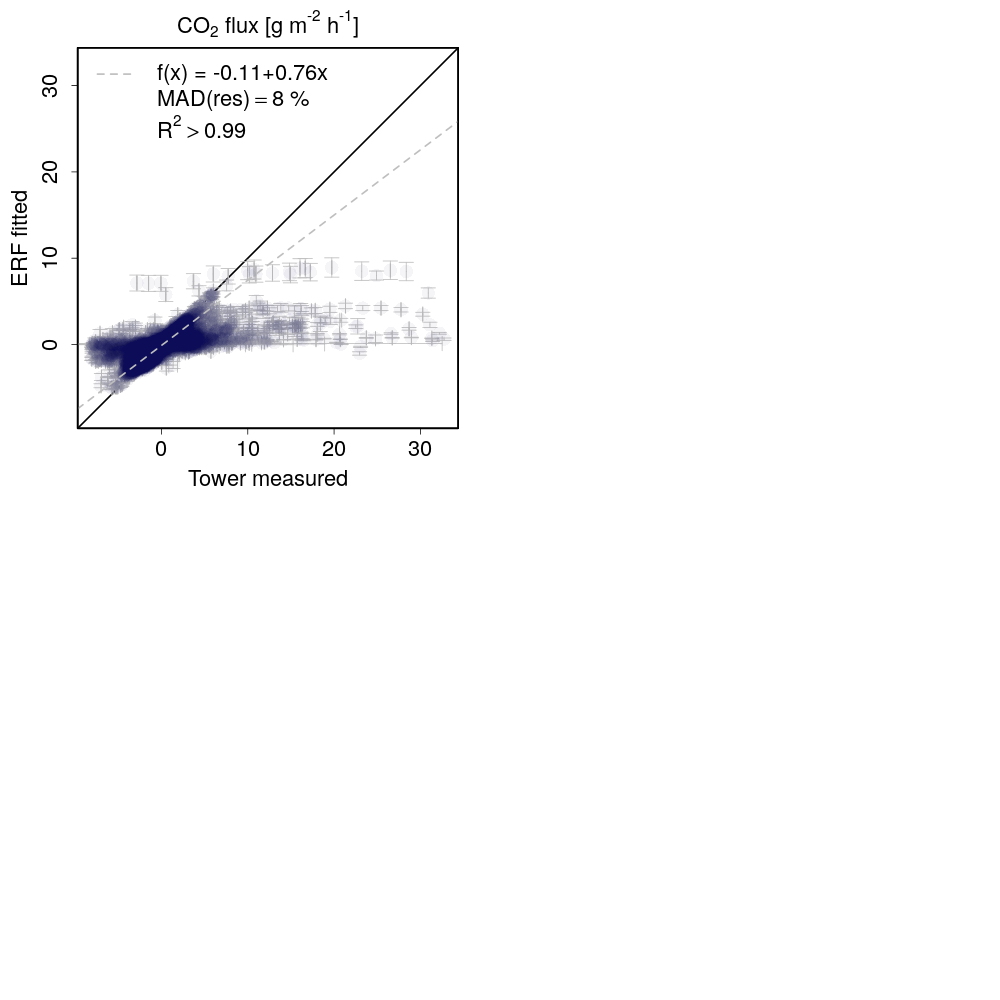 CO₂ flux [g m⁻² h⁻¹]
f(x) = -0.11+0.76x
MAD(res) = 8 %
R² > 0.99
30
20
10
0
ERF fitted
0 10 20 30
Tower measured